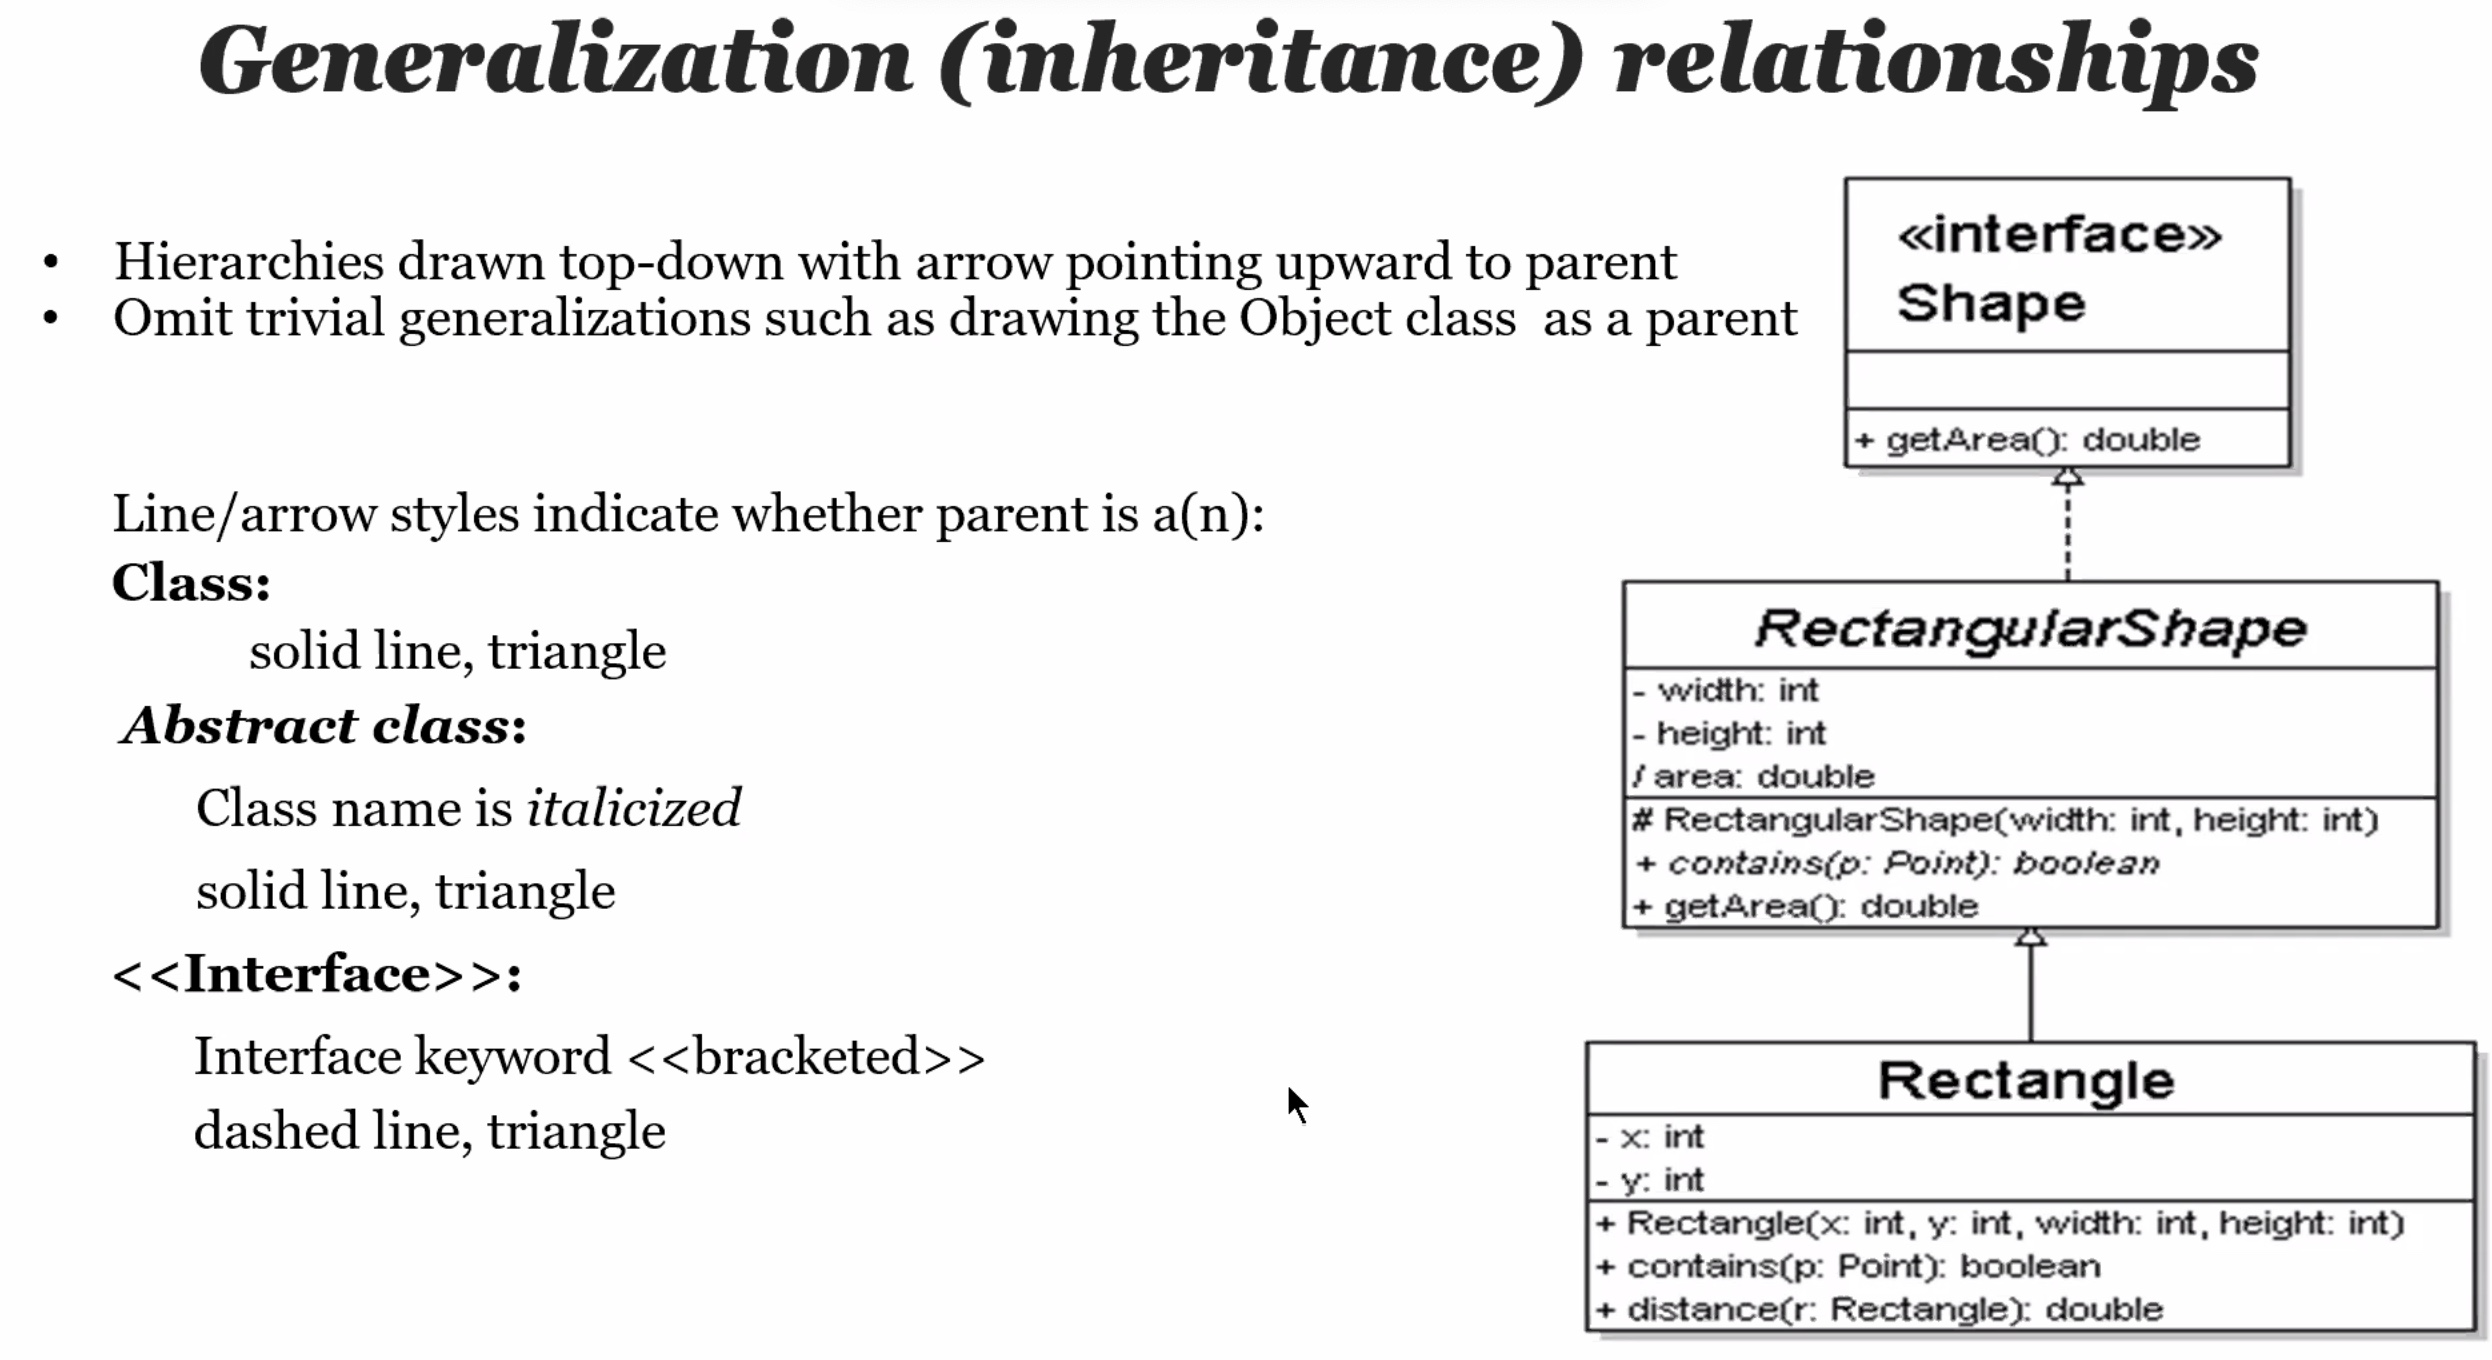 Generalization (inheritance) relationships
• Hierarchies drawn top-down with arrow pointing upward to parent
• Omit trivial generalizations such as drawing the Object class as a parent
Line/arrow styles indicate whether parent is a(n):
Class:
solid line, triangle
Abstract class:
Class name is italicized
solid line, triangle
<<Interface>>:
Interface keyword <<bracketed>>
dashed line, triangle
«interface»
Shape
+ getArea(): double
RectangularShape
- width: int
- height: int
/ area: double
# RectangularShape(width: int, height: int)
+ contains(p: Point): boolean
+ getArea(): double
Rectangle
- x: int
- y: int
+ Rectangle(x: int, y: int, width: int, height: int)
+ contains(p: Point): boolean
+ distance(r: Rectangle): double